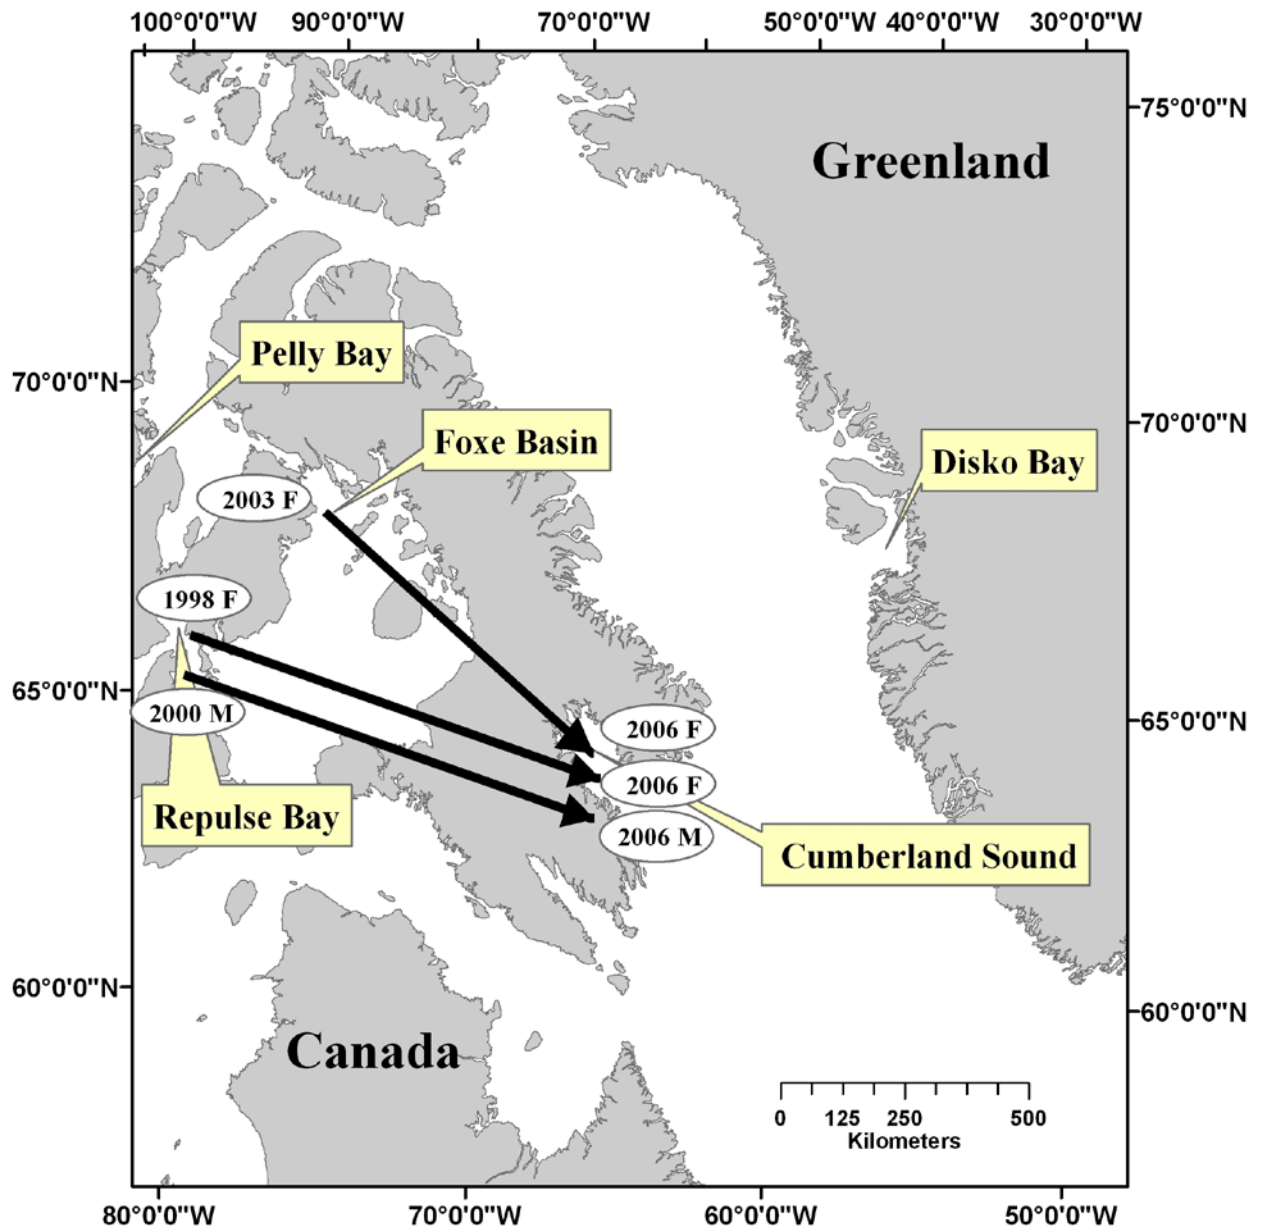 100°0'0"W 90°0'0"W 70°0'0"W 50°0'0"W 40°0'0"W 30°0'0"W
75°0'0"N
Greenland
Pelly Bay
70°0'0"N
Foxe Basin
70°0'0"N
Disko Bay
2003 F
1998 F
65°0'0"N
2000 M
2006 F
65°0'0"N
2006 F
Repulse Bay
2006 M
Cumberland Sound
60°0'0"N
60°0'0"N
Canada
0 125 250 500
Kilometers
80°0'0"W 70°0'0"W 60°0'0"W 50°0'0"W